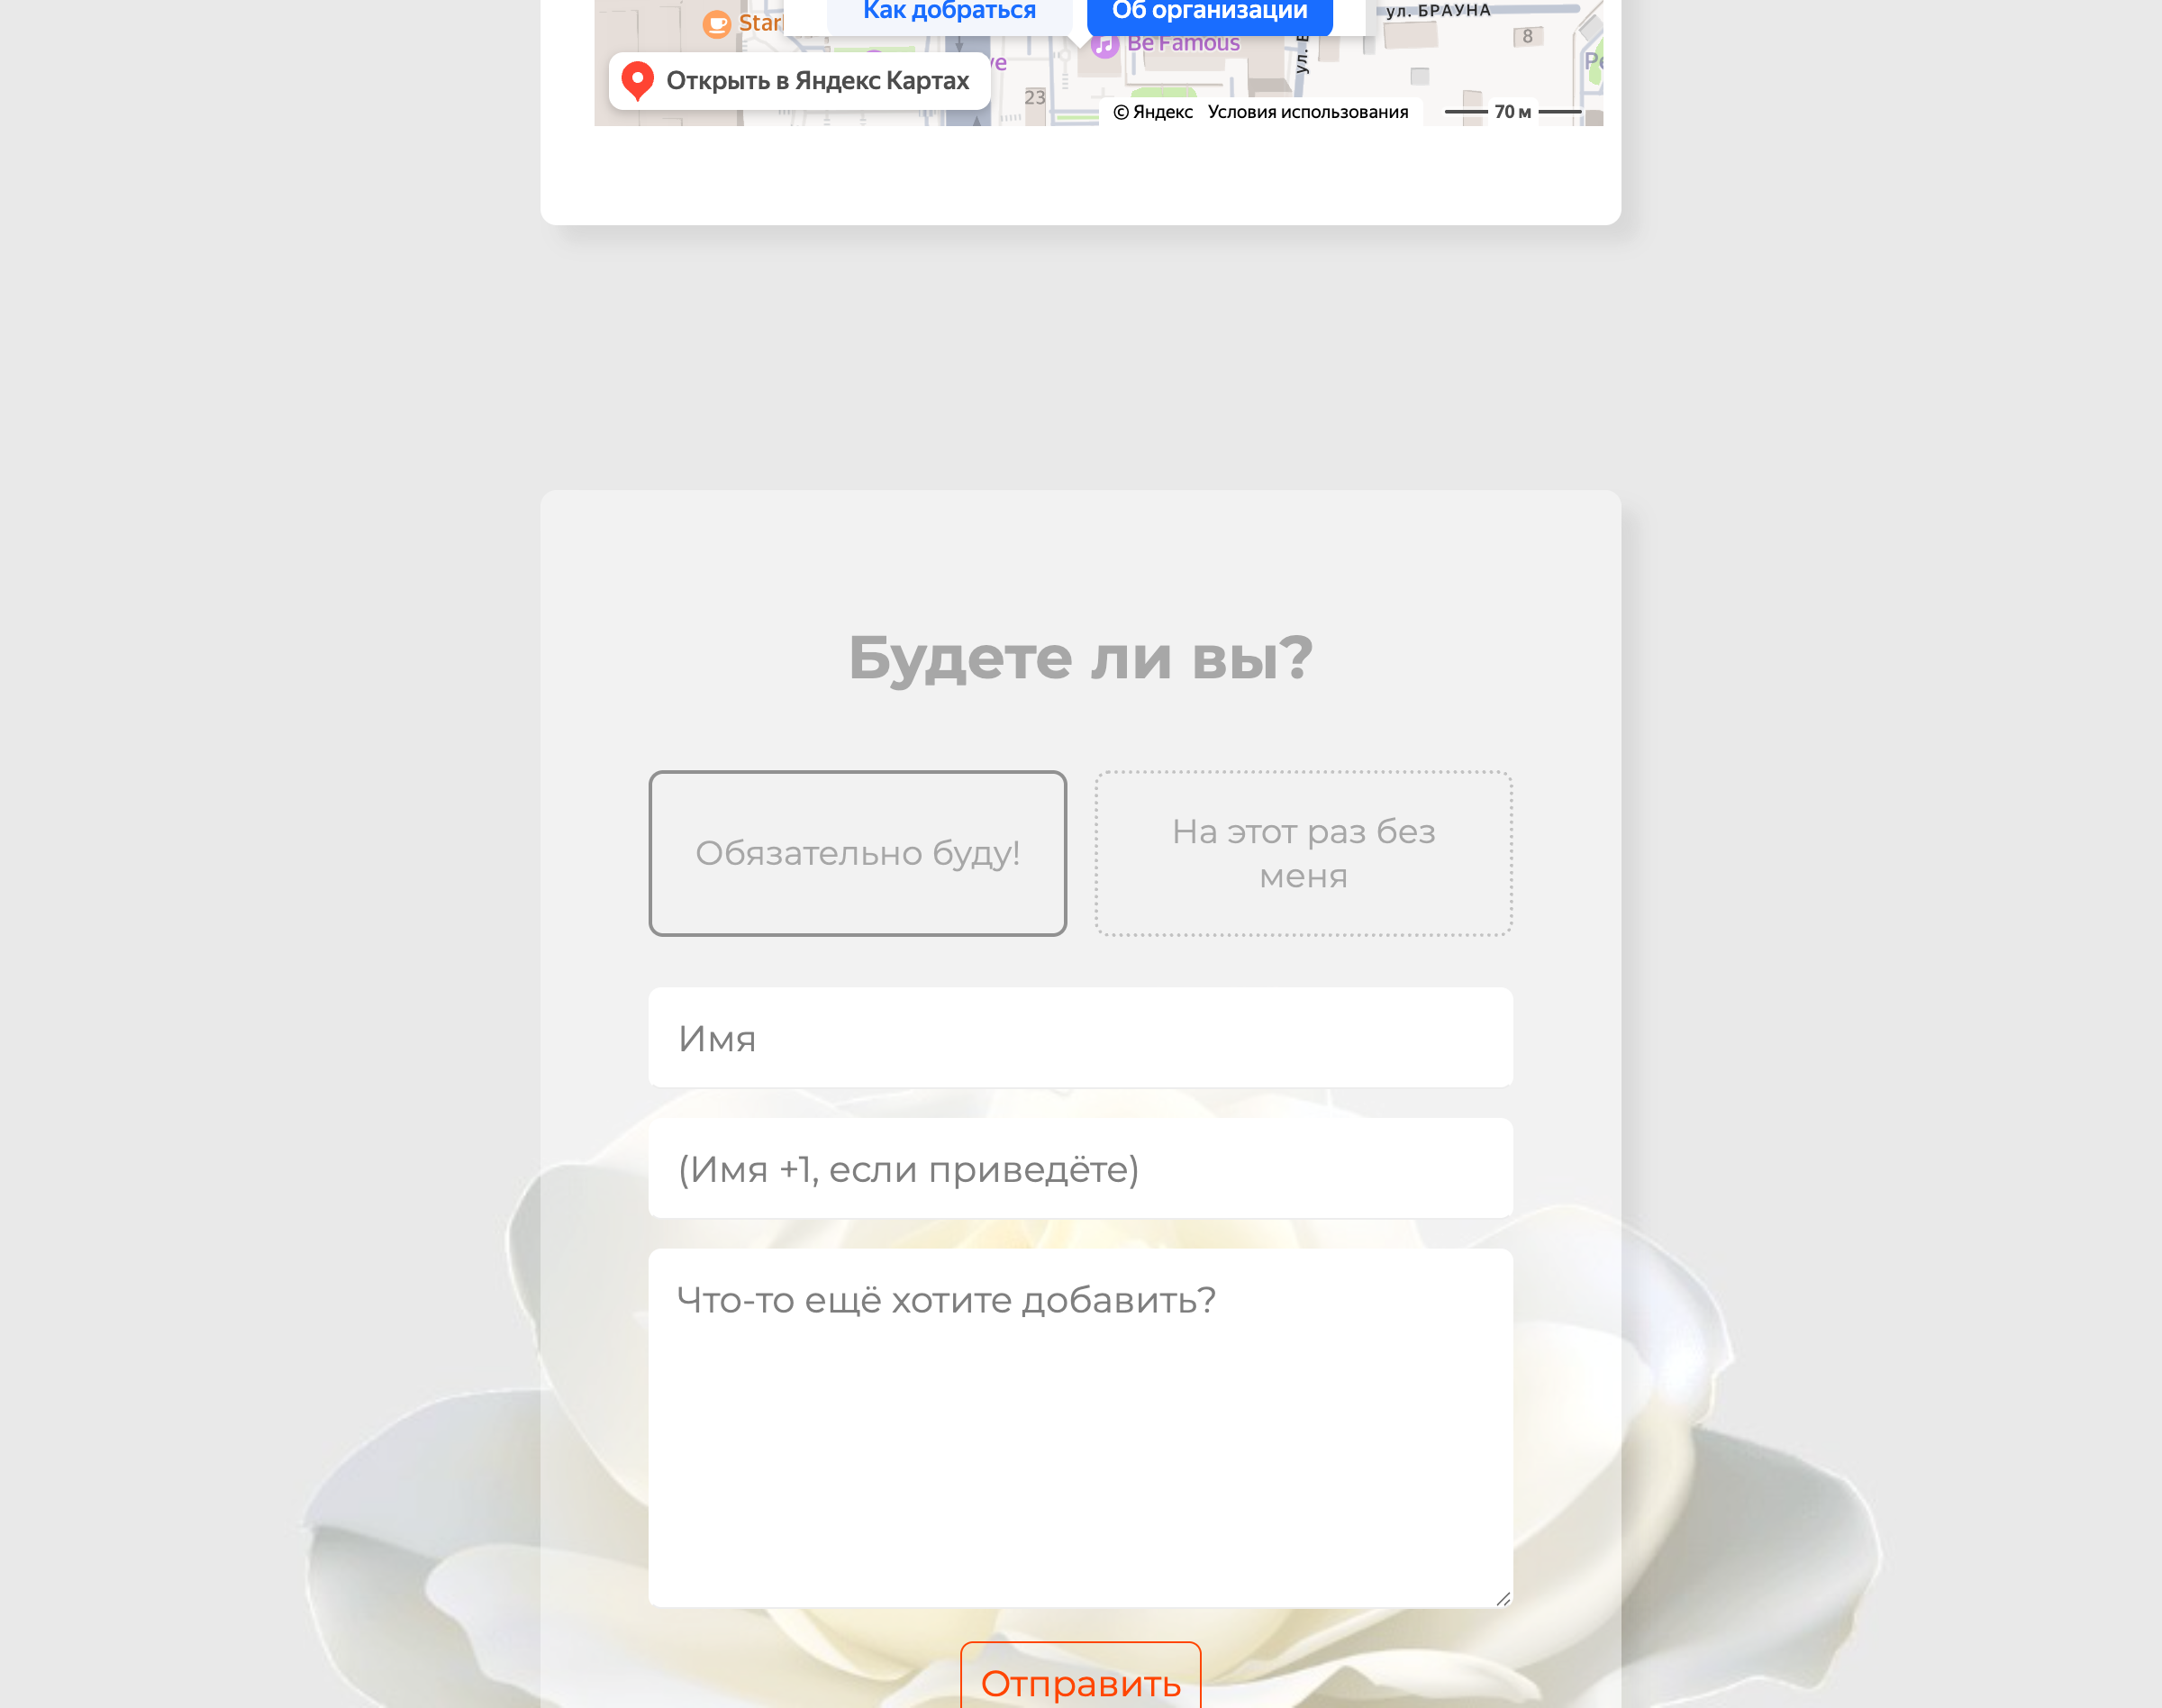 Как добраться
Об организации
ул. БРАУНА
Be Famous
8
Открыть в Яндекс Картах
23
© Яндекс Условия использования
70 м
Будете ли вы?
Обязательно буду!
На этот раз без
меня
Имя
(Имя +1, если приведёте)
Что-то ещё хотите добавить?
Отправить